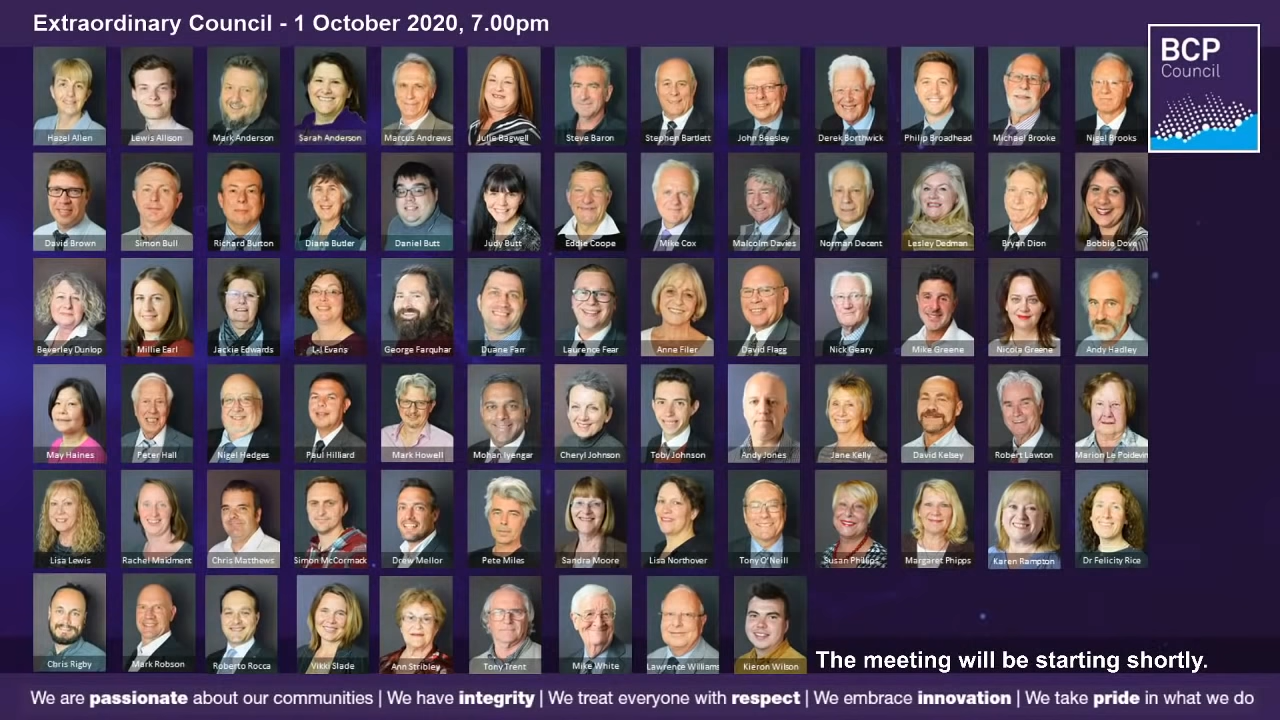 Extraordinary Council - 1 October 2020, 7.00pm
BCP
Council
Hazel Allen Lewis Allison Mark Anderson Sarah Anderson Marcus Andrews Julie Bagwell Steve Baron Stephen Bartlett John Beesley Derek Borthwick Philip Broadhead Michael Brooke Nigel Brooks
David Brown Simon Bull Richard Burton Diana Butler Daniel Butt Judy Butt Eddie Coope Mike Cox Malcolm Davies Norman Decent Lesley Dedman Bryan Dion Bobbie Dove
Beverley Dunlop Millie Earl Jackie Edwards L-J Evans George Farquhar Duane Farr Laurence Fear Anne Filer David Flagg Nick Geary Mike Greene Nicola Greene Andy Hadley
May Haines Peter Hall Nigel Hedges Paul Hilliard Mark Howell Mohan Iyengar Cheryl Johnson Toby Johnson Andy Jones Jane Kelly David Kelsey Robert Lawton Marion Le Poidevin
Lisa Lewis Rachel Maidment Chris Matthews Simon McCormack Drew Mellor Pete Miles Sandra Moore Lisa Northover Tony O'Neill Susan Phillips Margaret Phipps Karen Rampton Dr Felicity Rice
Chris Rigby Mark Robson Roberto Rocca Vikki Slade Ann Stribley Tony Trent Mike White Lawrence Williams Kieron Wilson
The meeting will be starting shortly.
We are passionate about our communities | We have integrity | We treat everyone with respect | We embrace innovation | We take pride in what we do